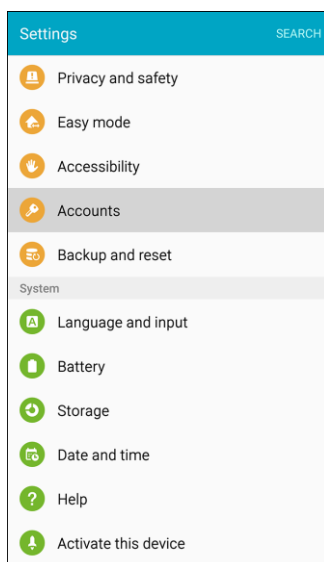 Settings
SEARCH
Privacy and safety
Easy mode
Accessibility
Accounts
Backup and reset
System
A Language and input
Battery
Storage
Date and time
? Help
Activate this device